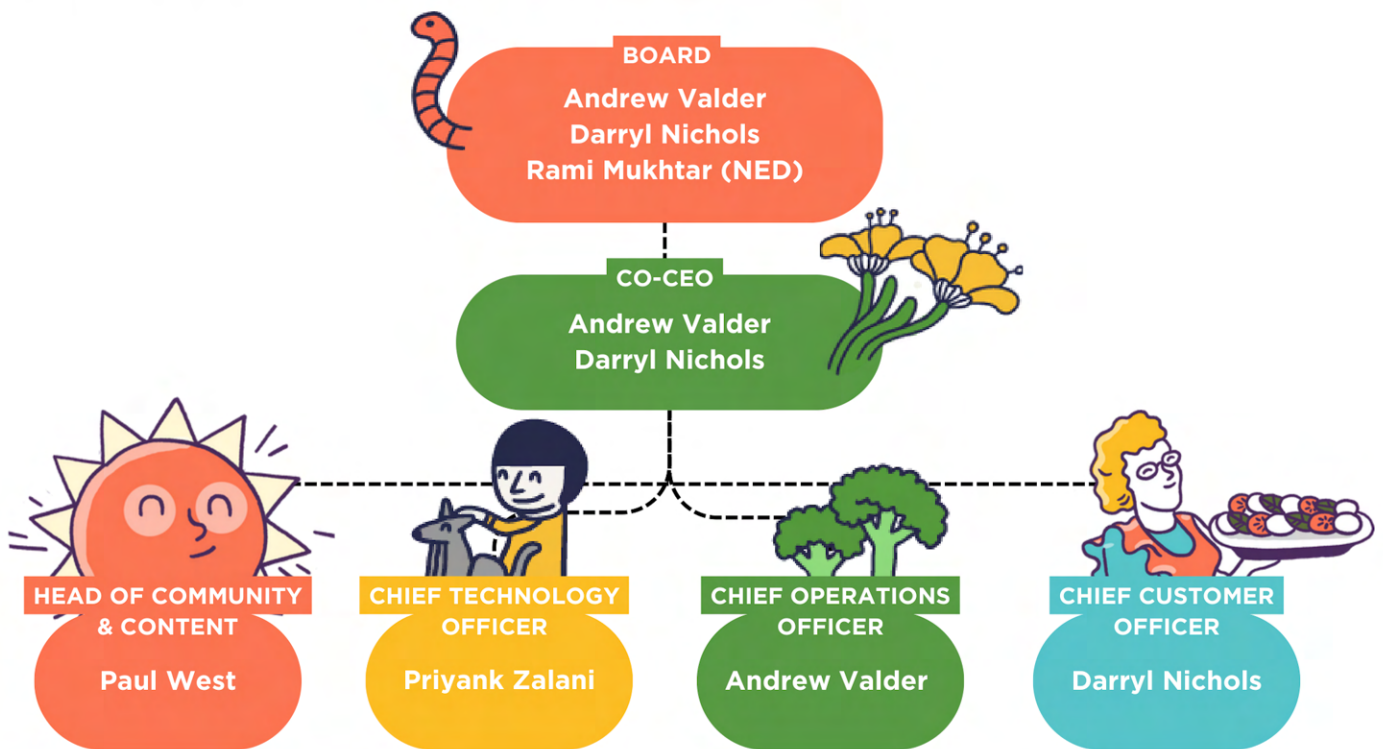 BOARD
Andrew Valder
Darryl Nichols
Rami Mukhtar (NED)
CO-CEO
Andrew Valder
Darryl Nichols
HEAD OF COMMUNITY
& CONTENT
Paul West
CHIEF TECHNOLOGY
OFFICER
Priyank Zalani
CHIEF OPERATIONS
OFFICER
Andrew Valder
CHIEF CUSTOMER
OFFICER
Darryl Nichols